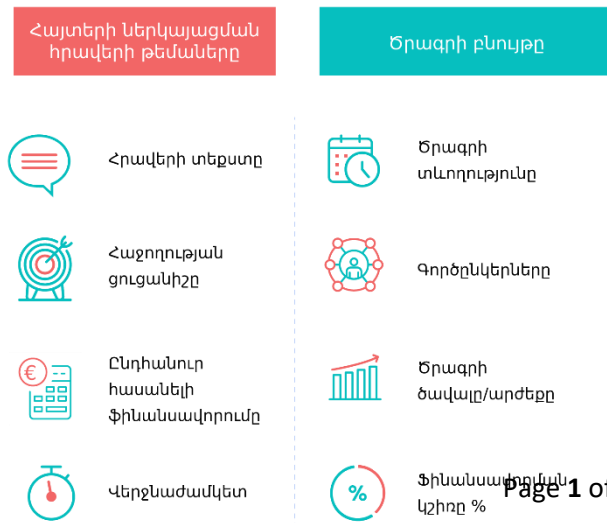 Հայտերի ներկայացման
հրավերի թեմաները
Հրավերի տեքստը
Հաջողության
ցուցանիշը
€
Ընդհանուր
հասանելի
ֆինանսավորումը
Վերջնաժամկետ
Ծրագրի բնույթը
Ծրագրի
տևողությունը
Գործընկերները
Ծրագրի
ծավալը/արժեքը
%
Ֆինանսավորման
կշիռը %
Page 1 of